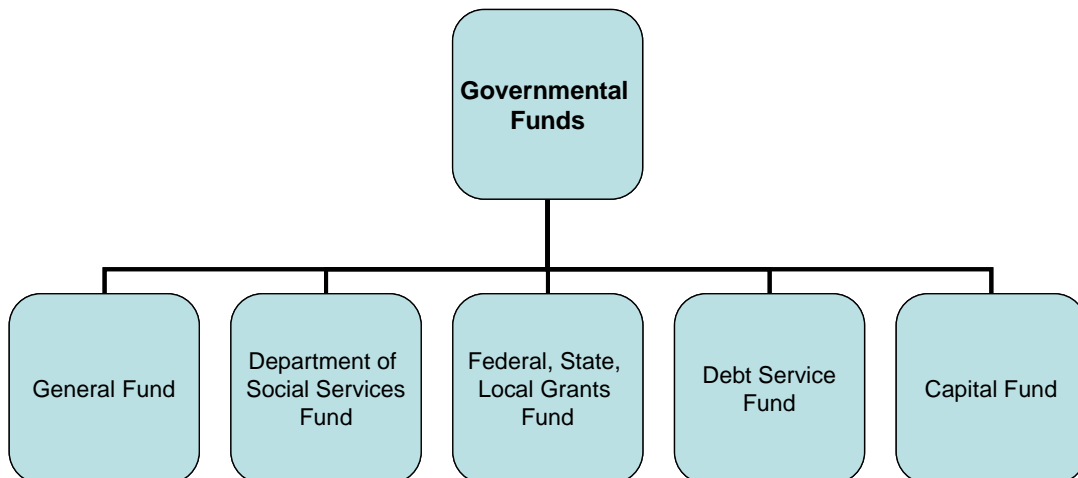 Governmental
Funds
General Fund
Department of
Social Services
Fund
Federal, State,
Local Grants
Fund
Debt Service
Fund
Capital Fund